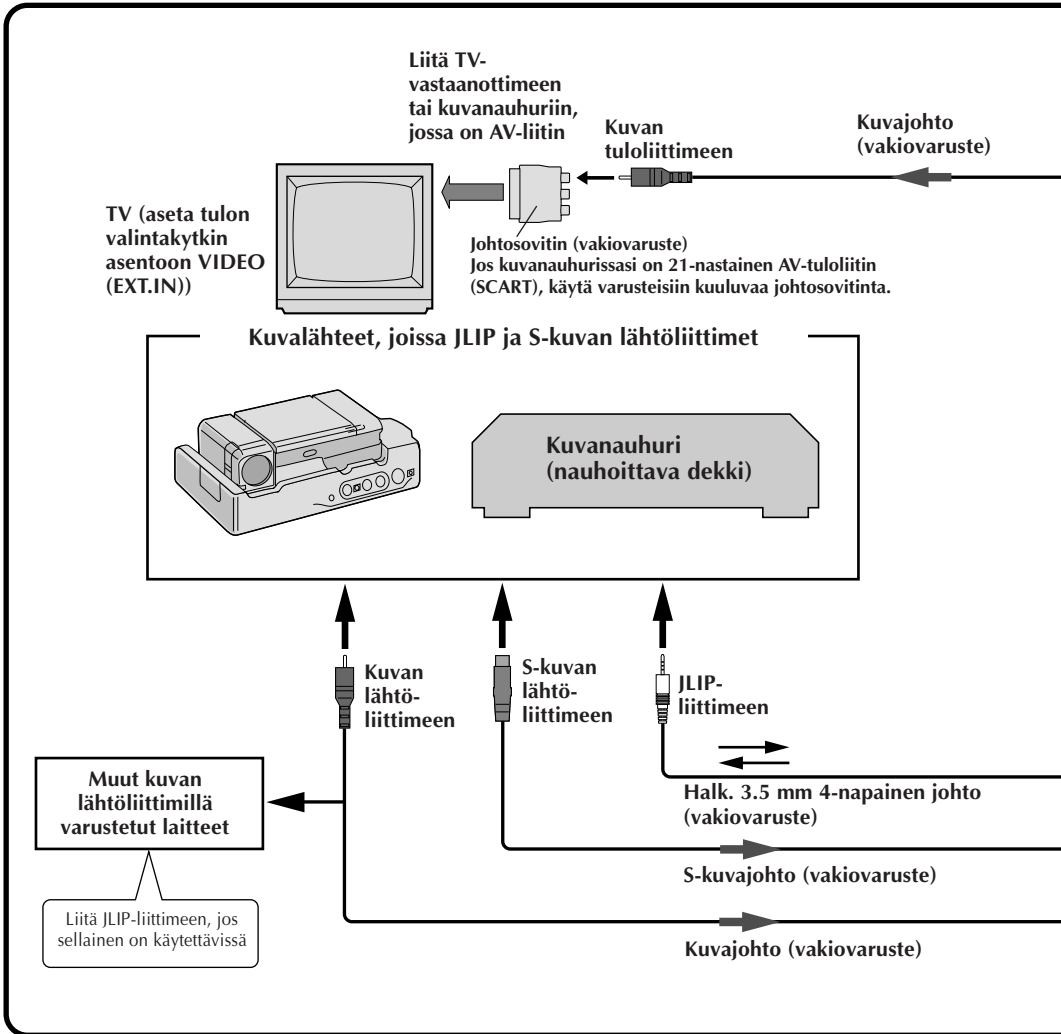 Liitä TV-
vastaanottimeen
tai kuvanauhuriin,
jossa on AV-liitin
Kuvan
tuloliittimeen
Kuvajohto
(vakiovaruste)
TV (aseta tulon
valintakytkin
asentoon VIDEO
(EXT.IN))
Johtosovitin (vakiovaruste)
Jos kuvanauhurissasi on 21-nastainen AV-tuloliitin
(SCART), käytä varusteisiin kuuluvaa johtosovitinta.
Kuvalähteet, joissa JLIP ja S-kuvan lähtöliittimet
Kuvanauhuri
(nauhoittava dekki)
Kuvan
lähtö-
liittimeen
S-kuvan
lähtö-
liittimeen
JLIP-
liittimeen
Muut kuvan
lähtöliittimillä
varustetut laitteet
Halk. 3.5 mm 4-napainen johto
(vakiovaruste)
S-kuvajohto (vakiovaruste)
Liitä JLIP-liittimeen, jos
sellainen on käytettävissä
Kuvajohto (vakiovaruste)